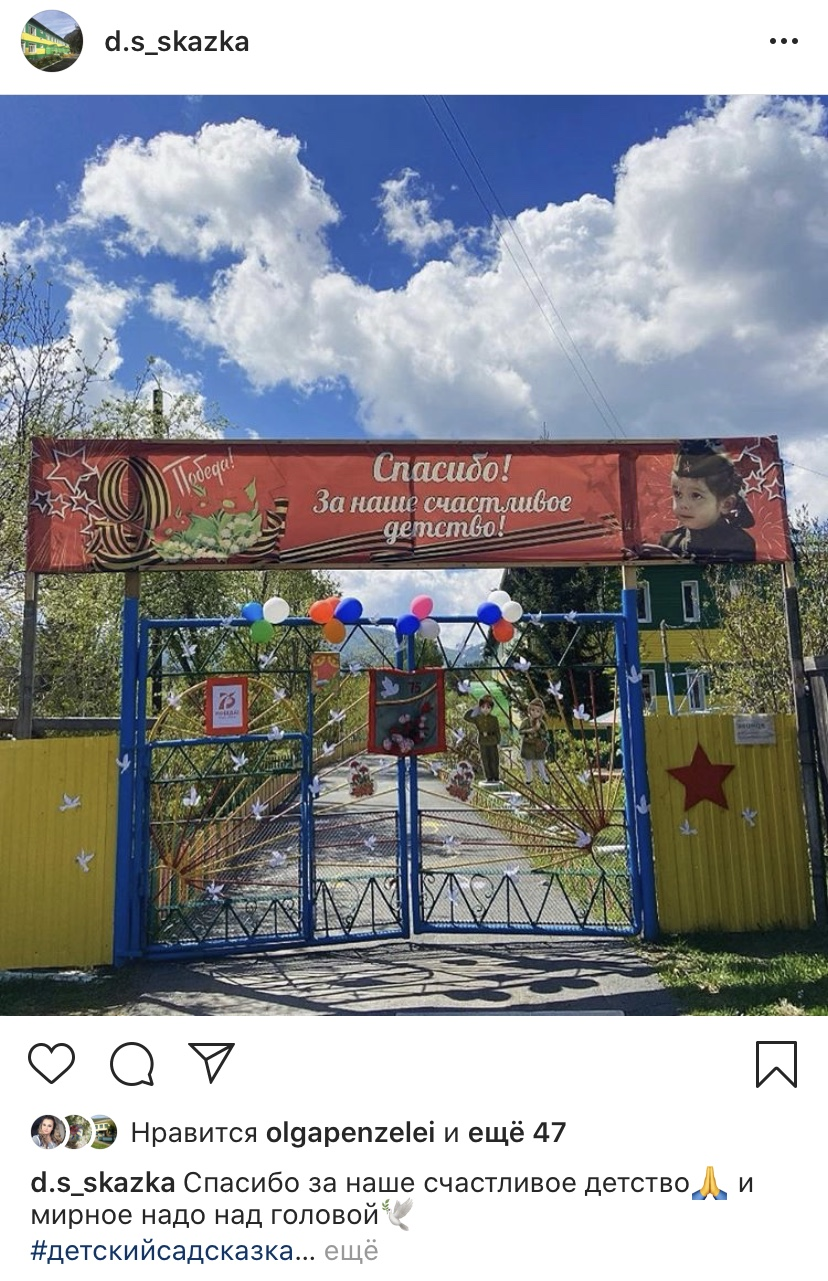 d.s_skazka
9
Победа!
Спасибо!
За наше счастливое
детство!
75
75
Нравится olgapenzelei и ещё 47
d.s_skazka Спасибо за наше счастливое детство🙏 и
мирное надо над головой🕊
#детскийсадсказка... ещё